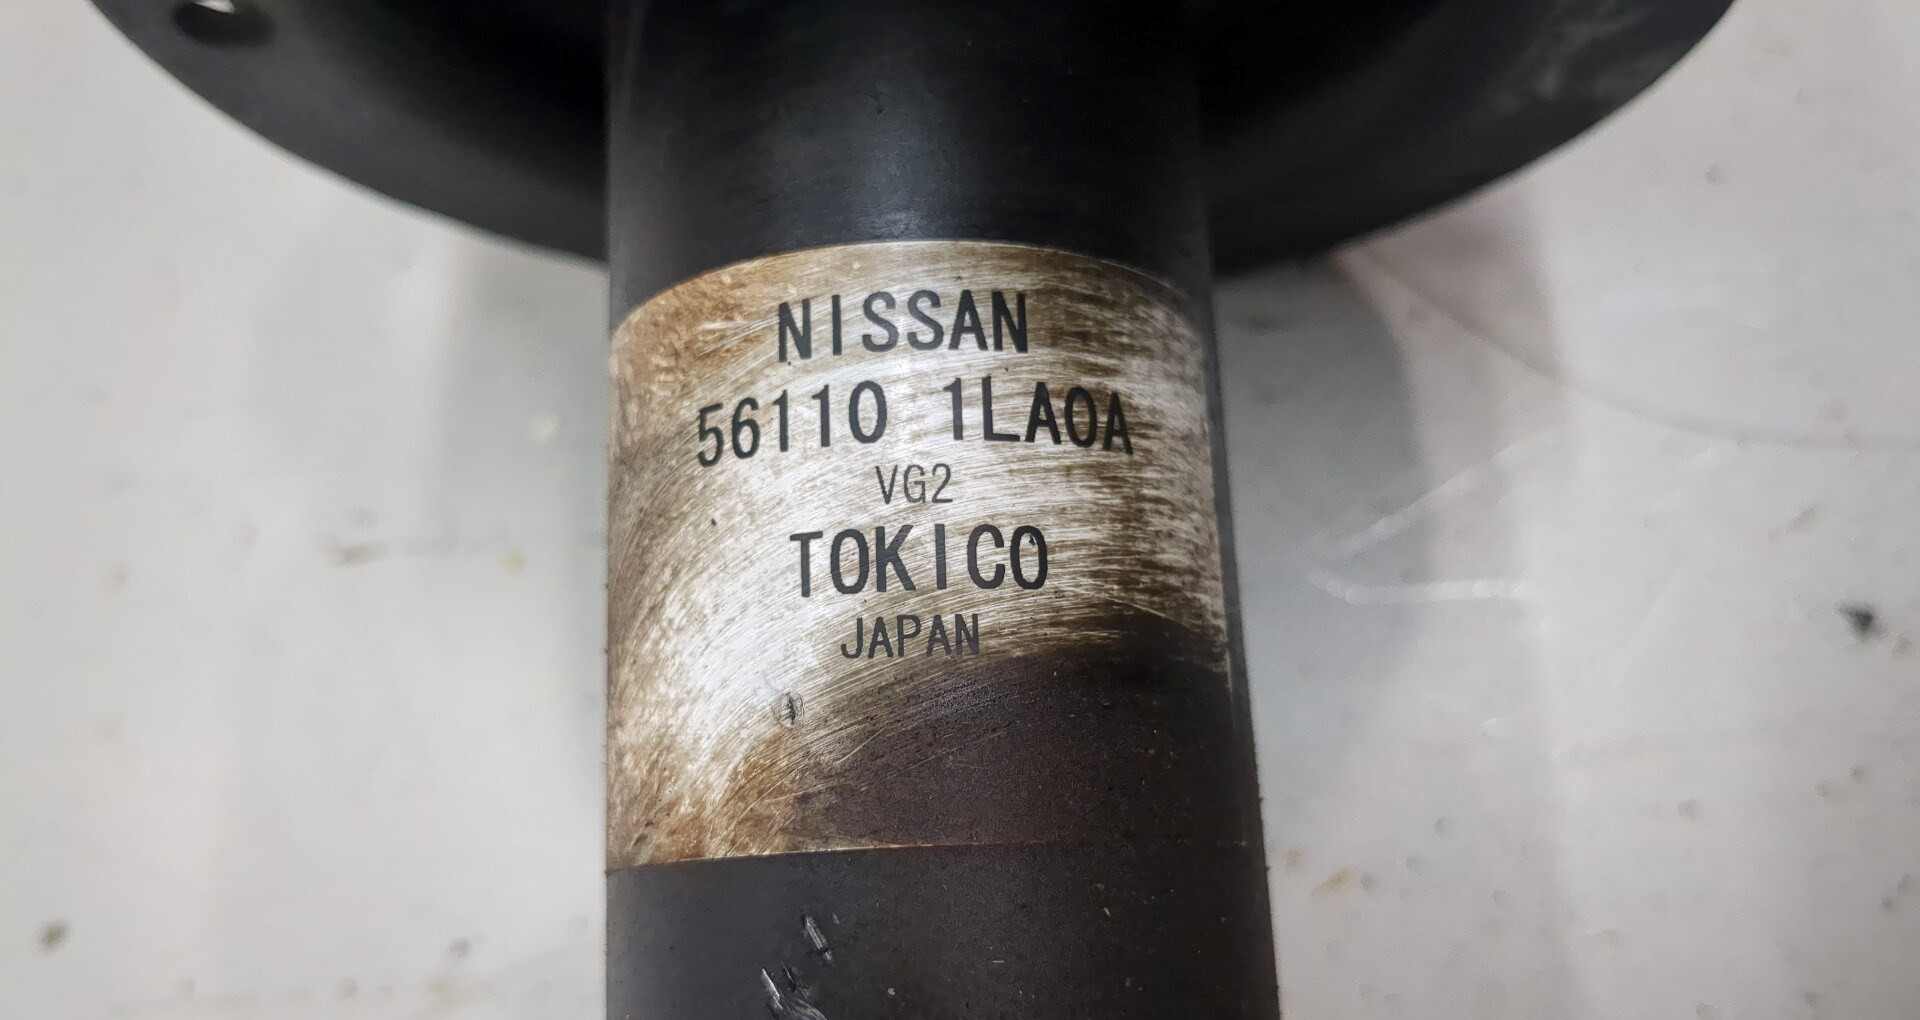 NISSAN
56110 1LA0A
VG2
TOKICO
JAPAN